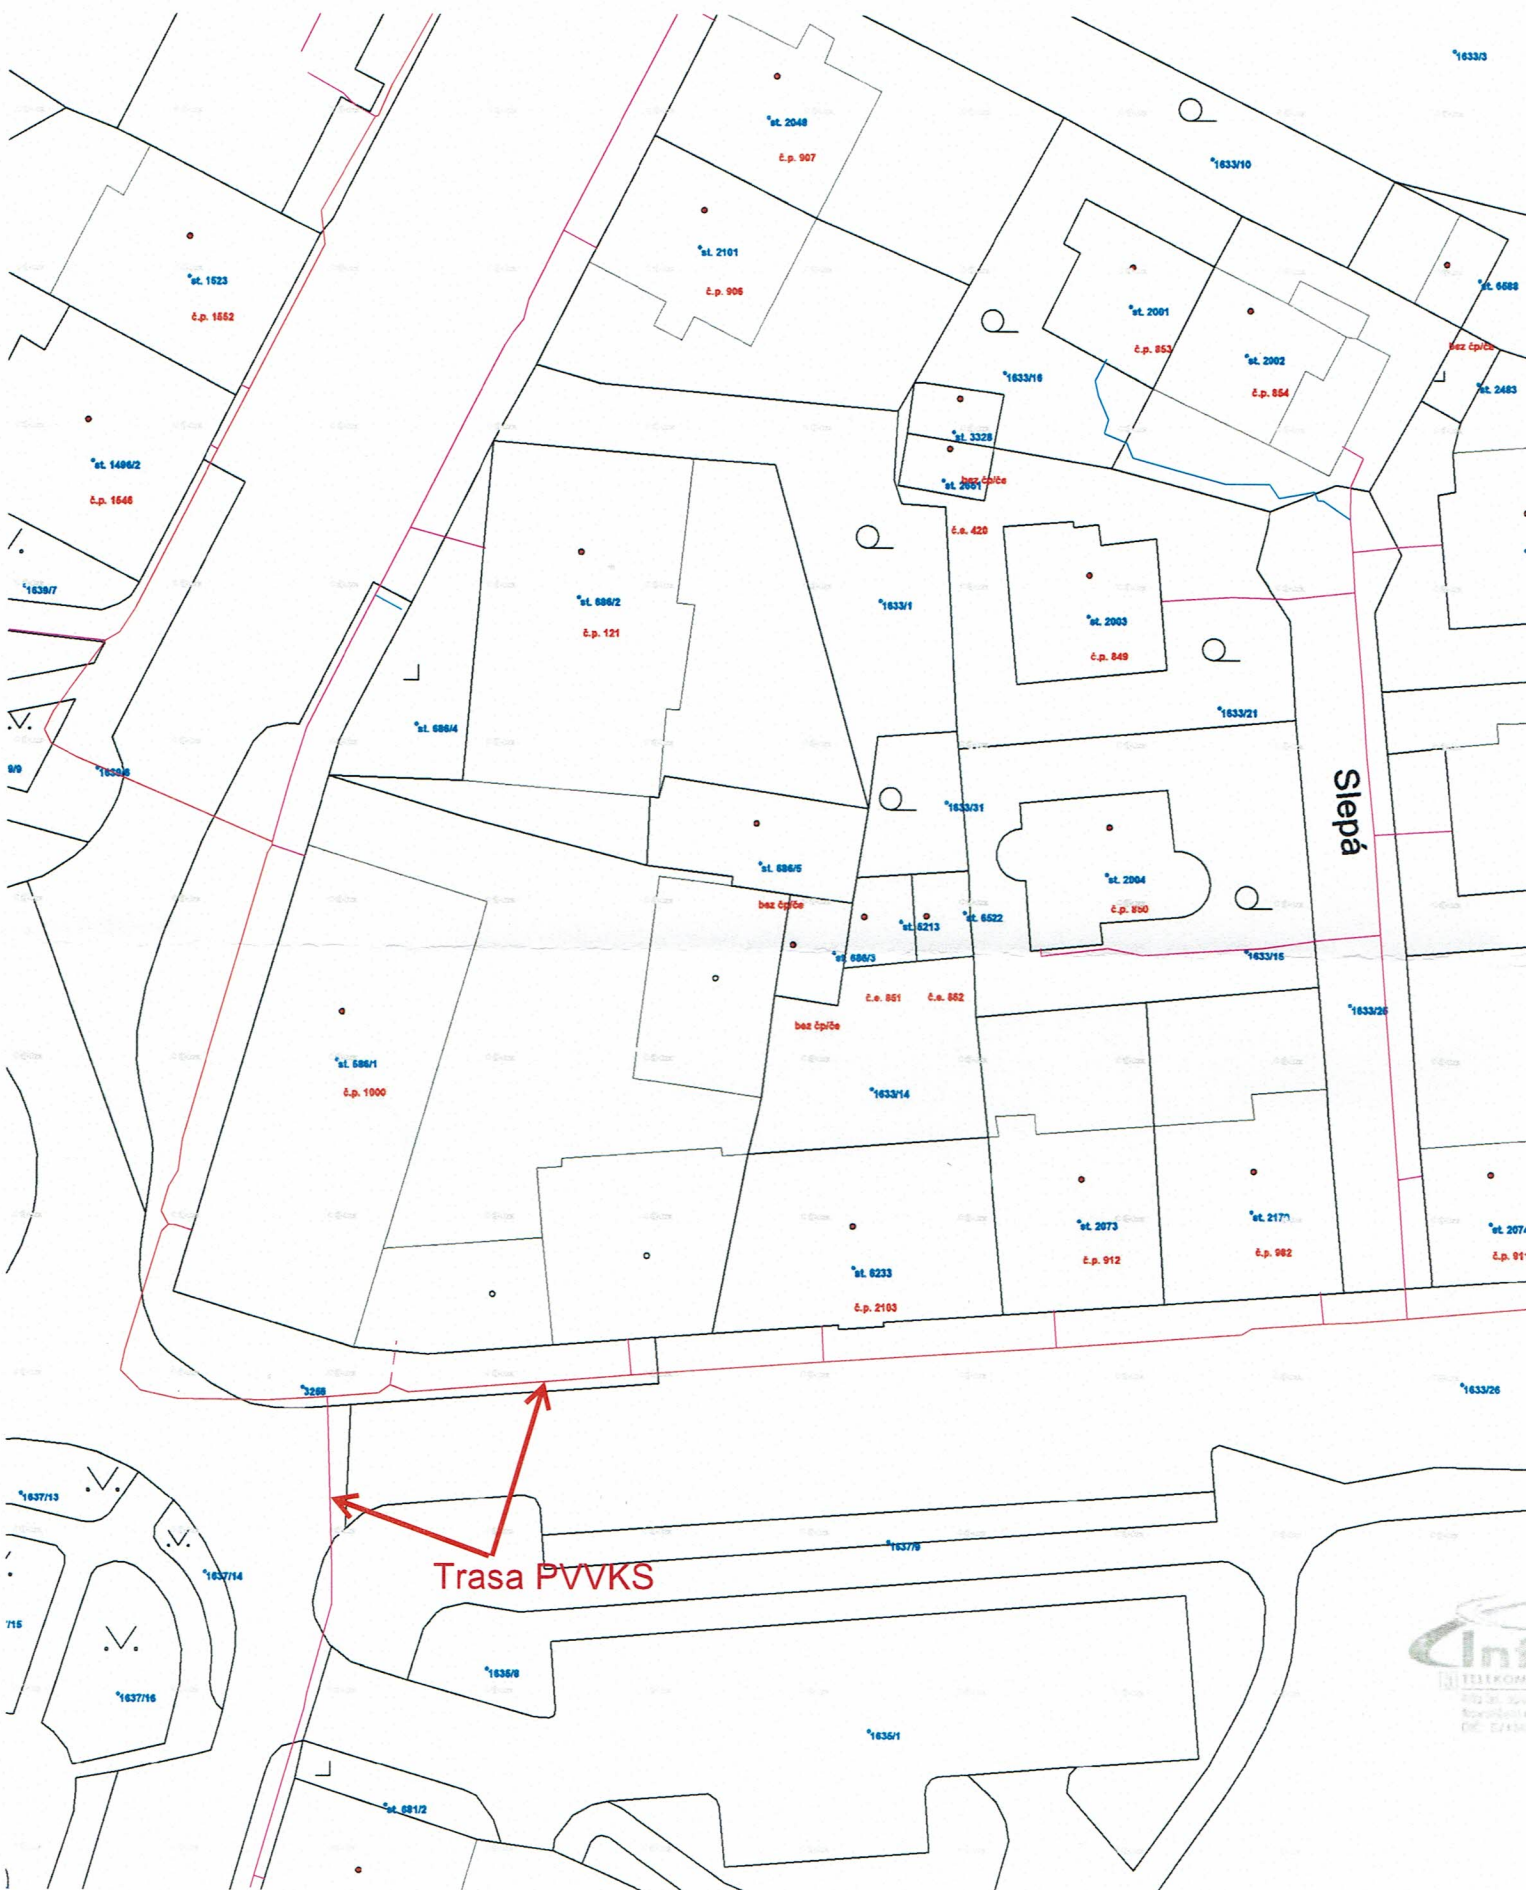 1633/3
st. 2048
č.p. 907
1633/10
st. 2101
č.p. 906
st. 1523
č.p. 1552
st. 2001
č.p. 853
st. 6588
bez čp/če
st. 2002
č.p. 854
st. 2483
1633/16
st. 3328
bez čp/če
č.e. 420
st. 1496/2
č.p. 1546
1639/7
st. 686/2
č.p. 121
1633/1
st. 2003
č.p. 849
1633/21
st. 686/4
9/9
1633/31
Slepá
st. 686/5
bez čp/če
st. 2004
č.p. 850
st. 6522
st. 686/3
č.e. 851
č.e. 852
bez čp/če
1633/15
st. 686/1
č.p. 1000
1633/14
st. 2073
č.p. 912
č.p. 982
st. 6233
č.p. 2103
1633/26
1637/13
1637/9
1637/14
Trasa PVVKS
/15
1637/16
1635/8
1635/1
st. 681/2